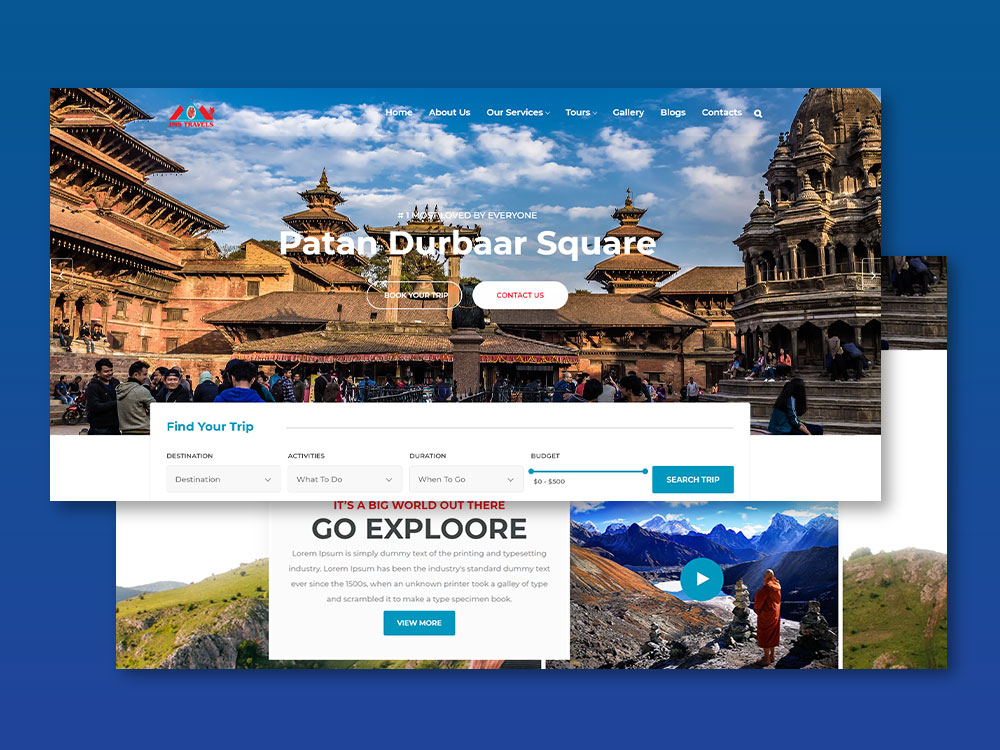 JMS TRAVELS
Home About Us Our Services Tours Gallery Blogs Contacts
# 1 MOST LOVED BY EVERYONE
Patan Durbaar Square
BOOK YOUR TRIP CONTACT US
Find Your Trip
DESTINATION ACTIVITIES DURATION BUDGET
Destination What To Do When To Go $0 - $500 SEARCH TRIP
IT'S A BIG WORLD OUT THERE
GO EXPLOORE
Lorem Ipsum is simply dummy text of the printing and typesetting
industry. Lorem Ipsum has been the industry's standard dummy text
ever since the 1500s, when an unknown printer took a galley of type
and scrambled it to make a type specimen book.
VIEW MORE